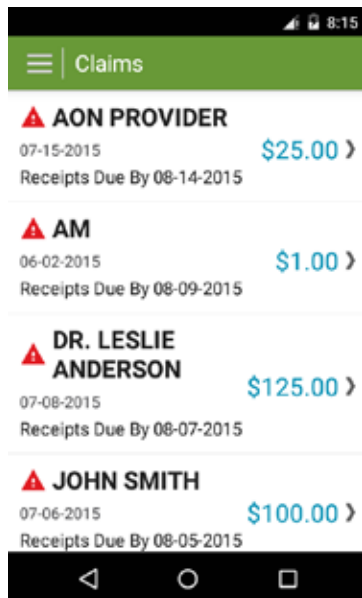 8:15
Claims
AON PROVIDER
07-15-2015
$25.00
Receipts Due By 08-14-2015
AM
06-02-2015
$1.00
Receipts Due By 08-09-2015
DR. LESLIE
ANDERSON
$125.00
07-08-2015
Receipts Due By 08-07-2015
JOHN SMITH
07-06-2015
$100.00
Receipts Due By 08-05-2015